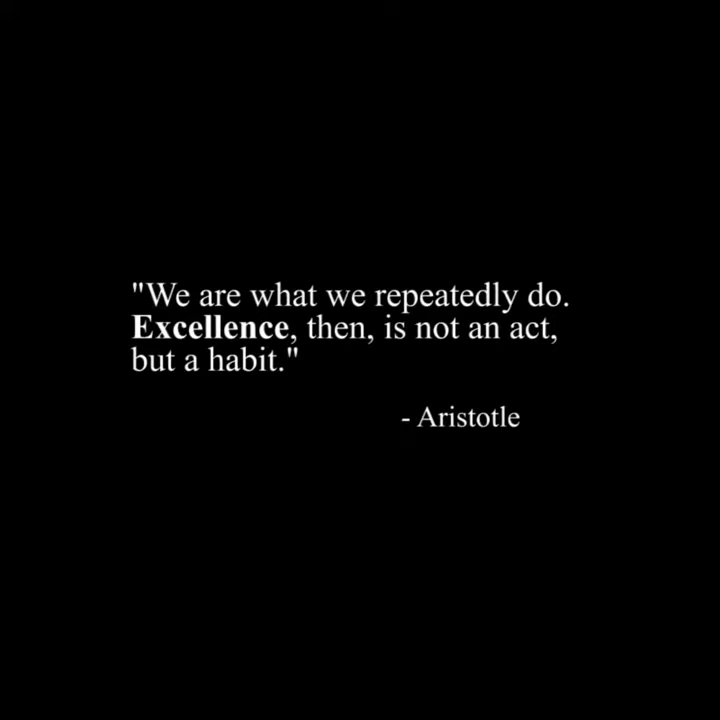 "We are what we repeatedly do.
Excellence, then, is not an act,
but a habit."
- Aristotle